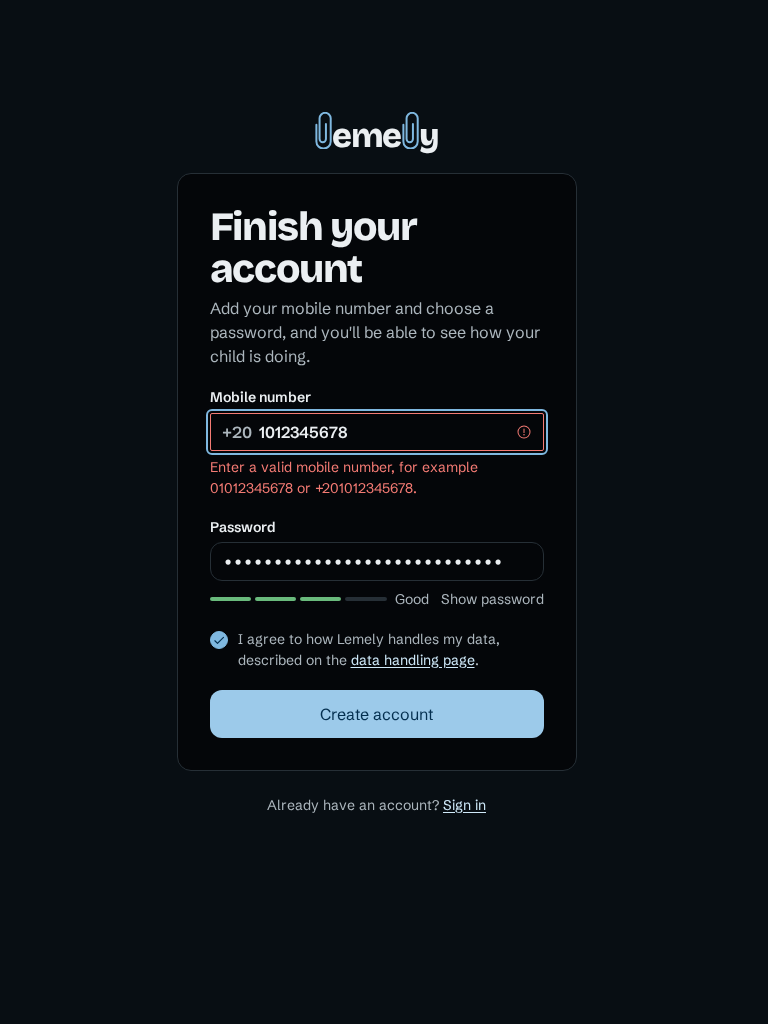 lemely
Finish your
account
Add your mobile number and choose a
password, and you'll be able to see how your
child is doing.
Mobile number
+20 1012345678
Enter a valid mobile number, for example
01012345678 or +201012345678.
Password
••••••••••••••••••••••••••••
Good Show password
I agree to how Lemely handles my data,
described on the data handling page.
Create account
Already have an account? Sign in